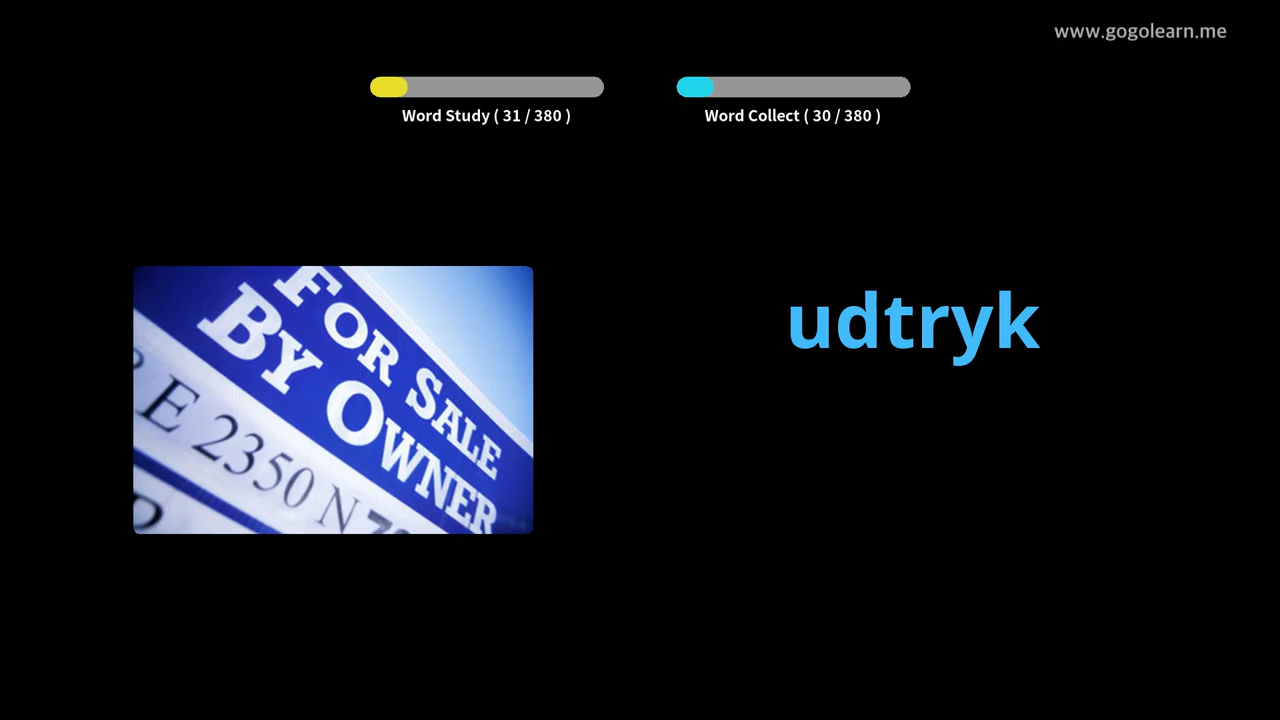 www.gogolearn.me
Word Study ( 31 / 380 )
Word Collect ( 30 / 380 )
FOR SALE
BY OWNER
E 2350 N
udtryk